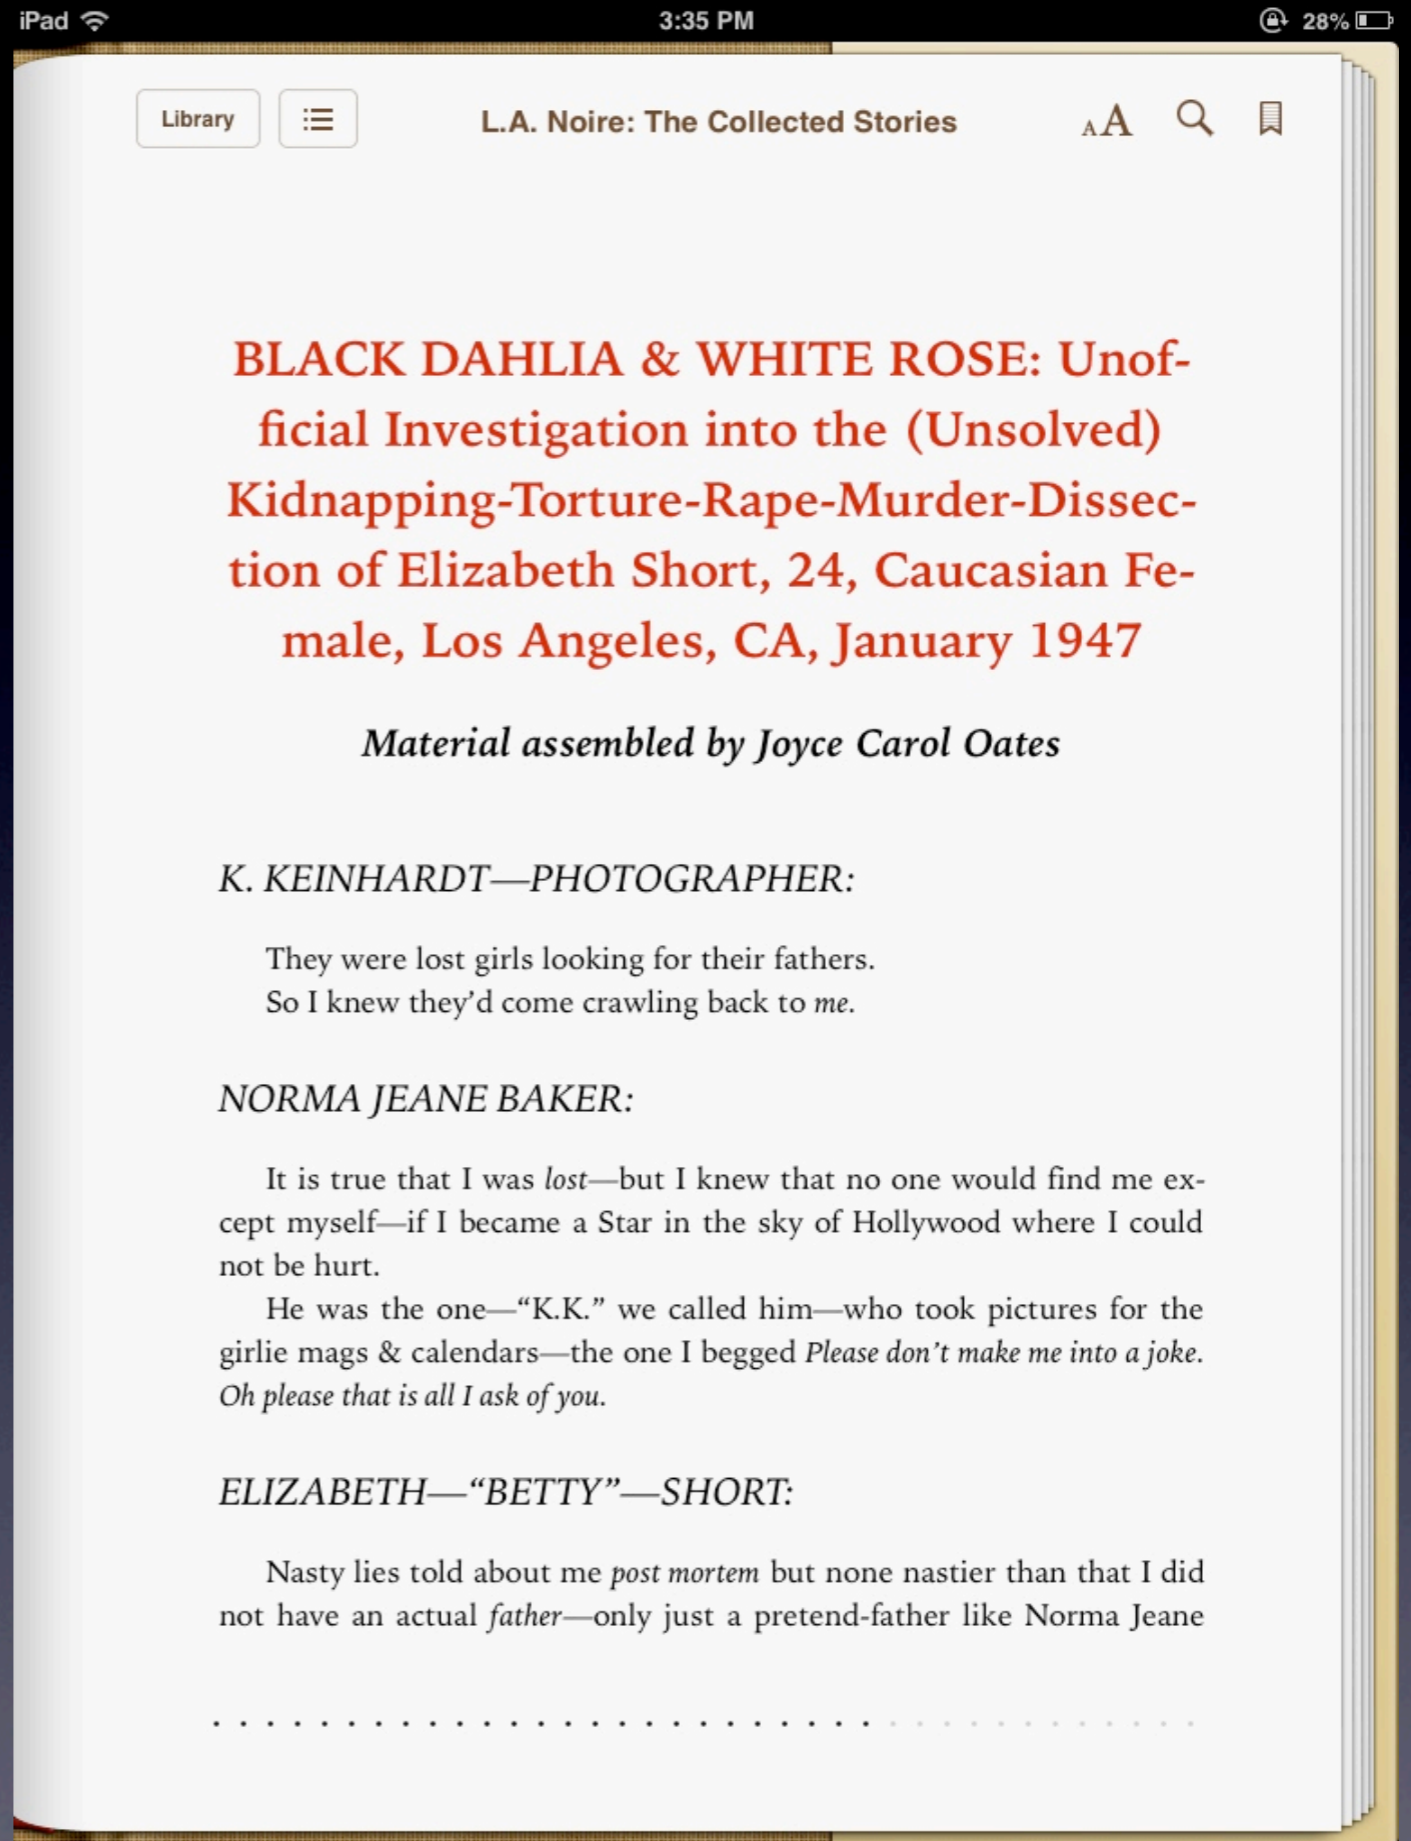 iPad 3:35 PM 28%
Library L.A. Noire: The Collected Stories AA
BLACK DAHLIA & WHITE ROSE: Unof-
ficial Investigation into the (Unsolved)
Kidnapping-Torture-Rape-Murder-Dissec-
tion of Elizabeth Short, 24, Caucasian Fe-
male, Los Angeles, CA, January 1947
Material assembled by Joyce Carol Oates
K. KEINHARDT—PHOTOGRAPHER:
They were lost girls looking for their fathers.
So I knew they’d come crawling back to me.
NORMA JEANE BAKER:
It is true that I was lost—but I knew that no one would find me ex-
cept myself—if I became a Star in the sky of Hollywood where I could
not be hurt.
He was the one—“K.K.” we called him—who took pictures for the
girlie mags & calendars—the one I begged Please don’t make me into a joke.
Oh please that is all I ask of you.
ELIZABETH—“BETTY”—SHORT:
Nasty lies told about me post mortem but none nastier than that I did
not have an actual father—only just a pretend-father like Norma Jeane